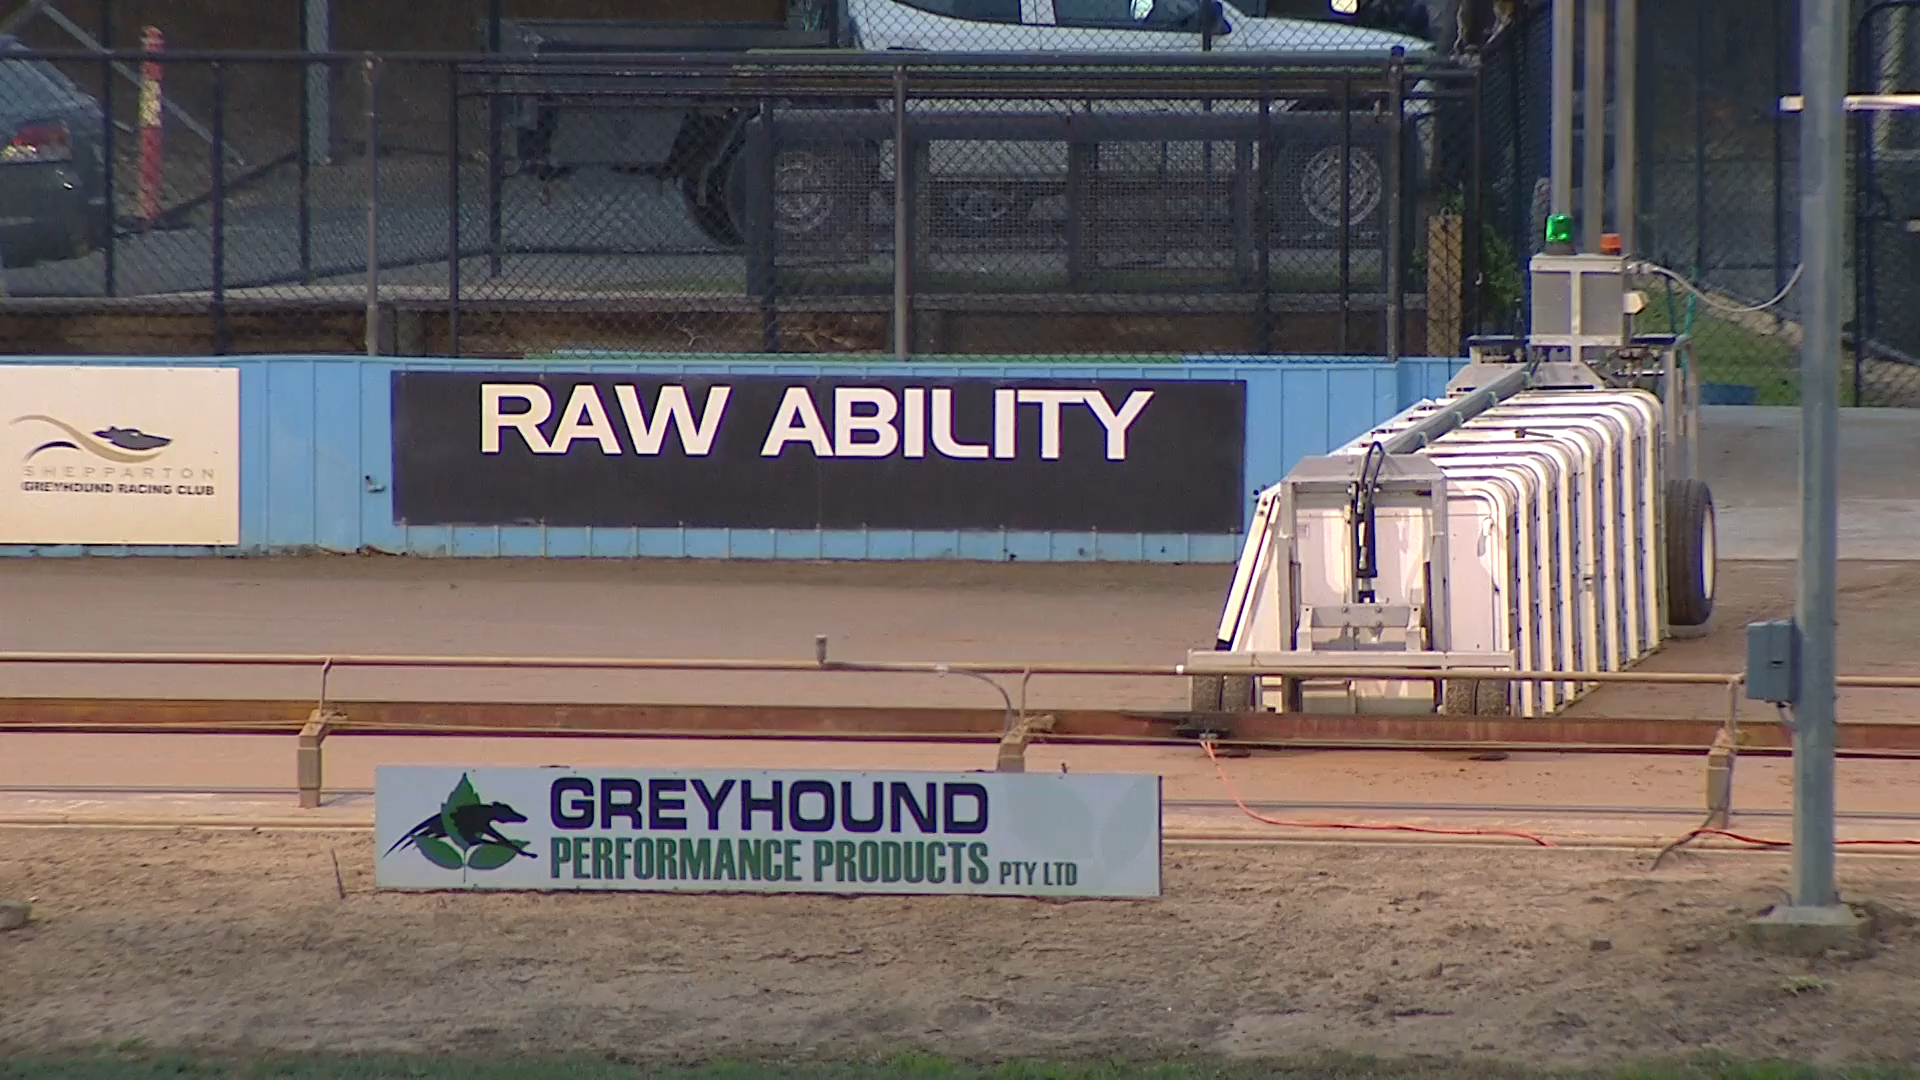 RAW ABILITY
SHEPPARTON
GREYHOUND RACING CLUB
GREYHOUND
PERFORMANCE PRODUCTS PTY LTD